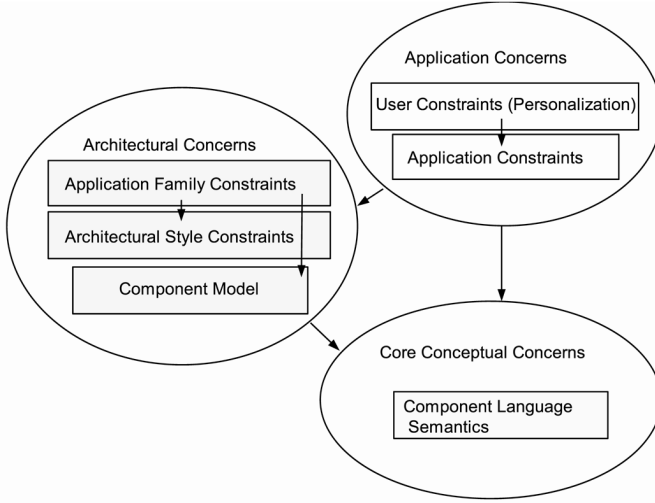 Application Concerns
User Constraints (Personalization)
Application Constraints
Architectural Concerns
Application Family Constraints
Architectural Style Constraints
Component Model
Core Conceptual Concerns
Component Language
Semantics